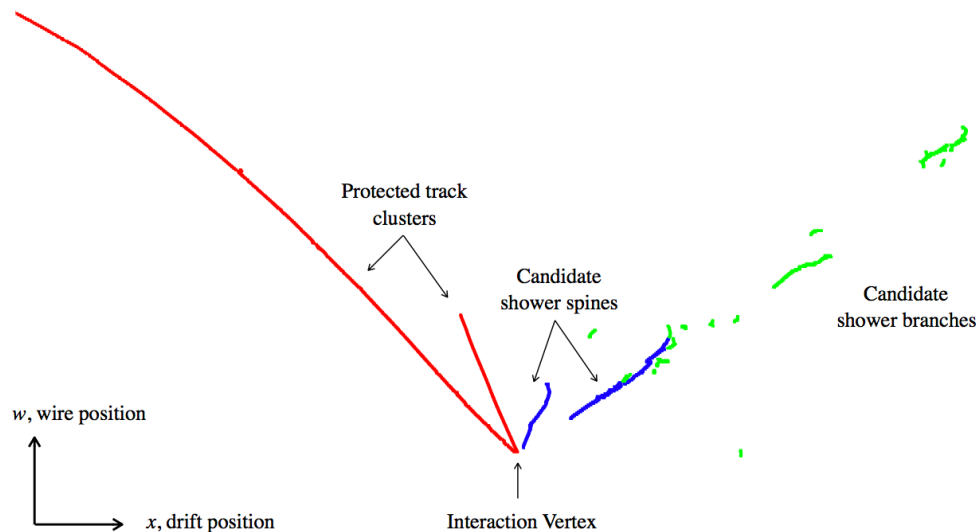 Protected track
clusters
Candidate
shower spines
Candidate
shower branches
w, wire position
x, drift position
Interaction Vertex